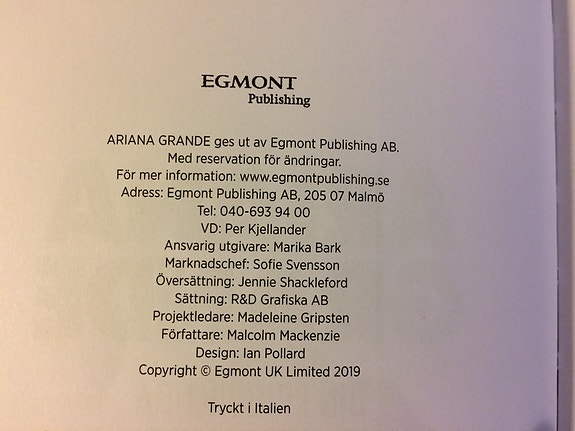 EGMONT
Publishing
ARIANA GRANDE ges ut av Egmont Publishing AB.
Med reservation för ändringar.
För mer information: www.egmontpublishing.se
Adress: Egmont Publishing AB, 205 07 Malmö
Tel: 040-693 94 00
VD: Per Kjellander
Ansvarig utgivare: Marika Bark
Marknadschef: Sofie Svensson
Översättning: Jennie Shackleford
Sättning: R&D Grafiska AB
Projektledare: Madeleine Gripsten
Författare: Malcolm Mackenzie
Design: Ian Pollard
Copyright © Egmont UK Limited 2019
Tryckt i Italien